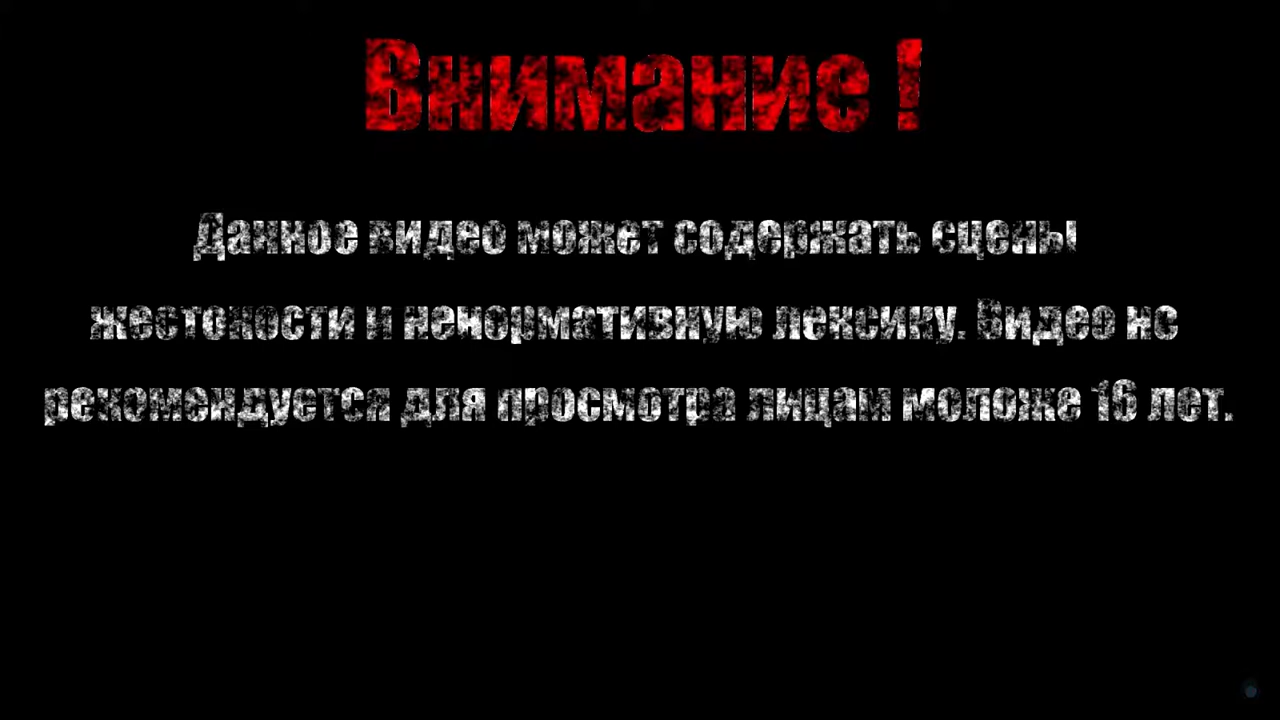 Внимание !
Данное видео может содержать сцены
жестокости и ненормативную лексику. Видео не
рекомендуется для просмотра лицам моложе 16 лет.